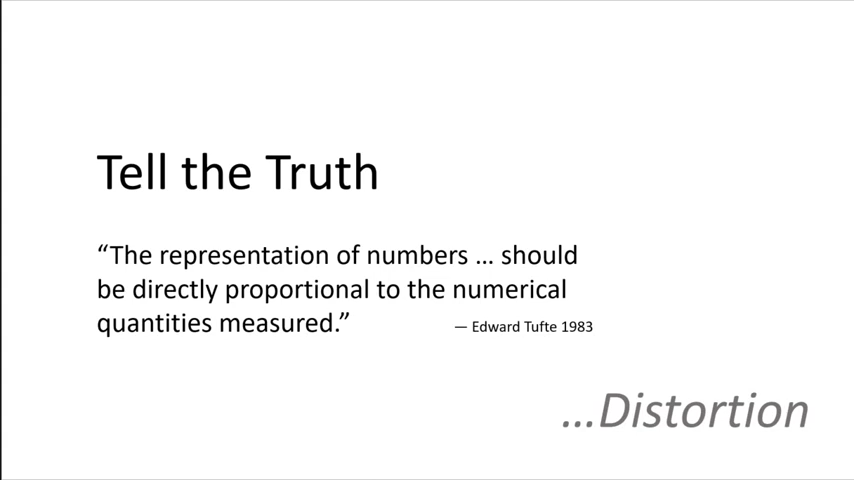 Tell the Truth
“The representation of numbers … should
be directly proportional to the numerical
quantities measured.” — Edward Tufte 1983
…Distortion